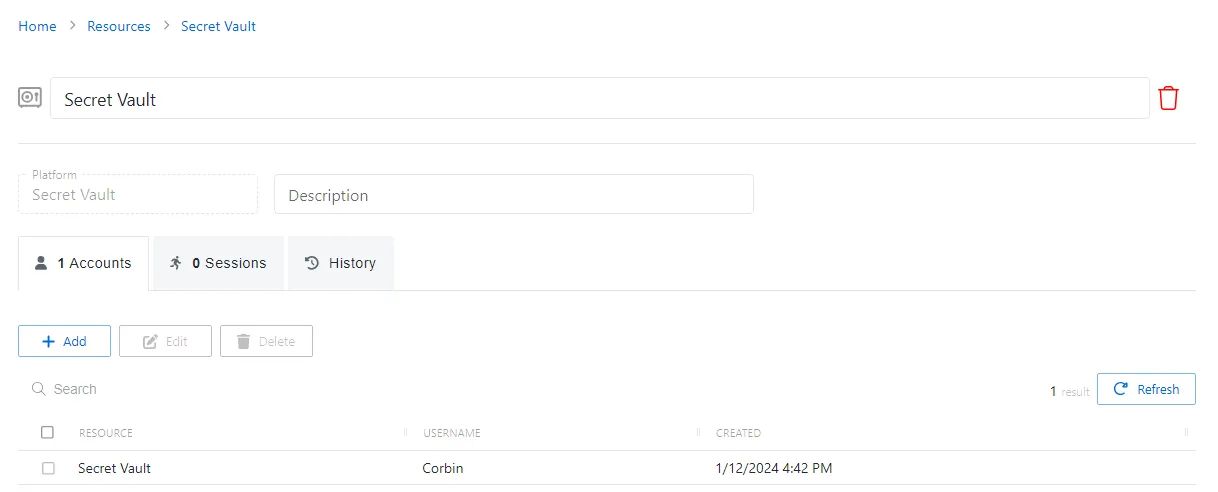 Home > Resources > Secret Vault
Secret Vault
Platform
Secret Vault
Description
1 Accounts 0 Sessions History
Add Edit Delete
Search 1 result Refresh
RESOURCE USERNAME CREATED
Secret Vault Corbin 1/12/2024 4:42 PM